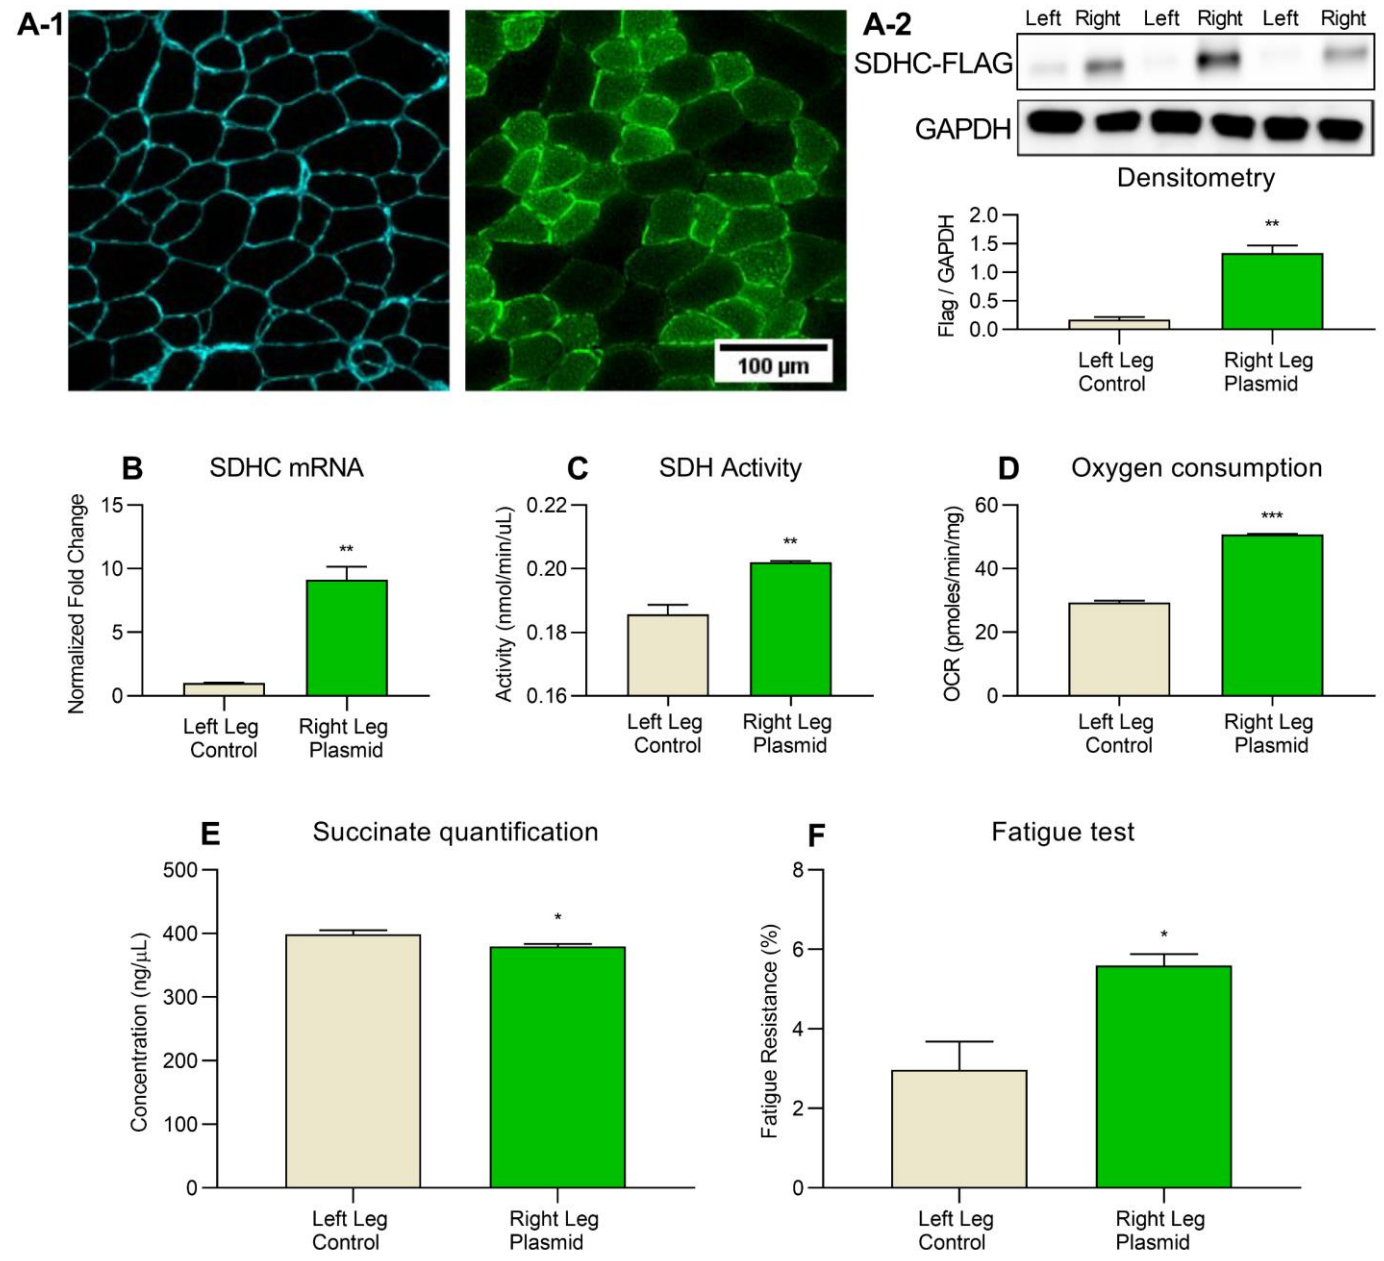 A-1
100 µm
A-2
Left Right Left Right Left Right
SDHC-FLAG
GAPDH
Densitometry
Flag / GAPDH
2.0
1.5
1.0
0.5
0.0
**
Left Leg
Control
Right Leg
Plasmid
B
SDHC mRNA
Normalized Fold Change
15
10
5
0
**
Left Leg
Control
Right Leg
Plasmid
C
SDH Activity
Activity (nmol/min/uL)
0.22
0.20
0.18
0.16
**
Left Leg
Control
Right Leg
Plasmid
D
Oxygen consumption
OCR (pmoles/min/mg)
60
40
20
0
***
Left Leg
Control
Right Leg
Plasmid
E
Succinate quantification
Concentration (ng/µL)
500
400
300
200
100
0
*
Left Leg
Control
Right Leg
Plasmid
F
Fatigue test
Fatigue Resistance (%)
8
6
4
2
0
*
Left Leg
Control
Right Leg
Plasmid